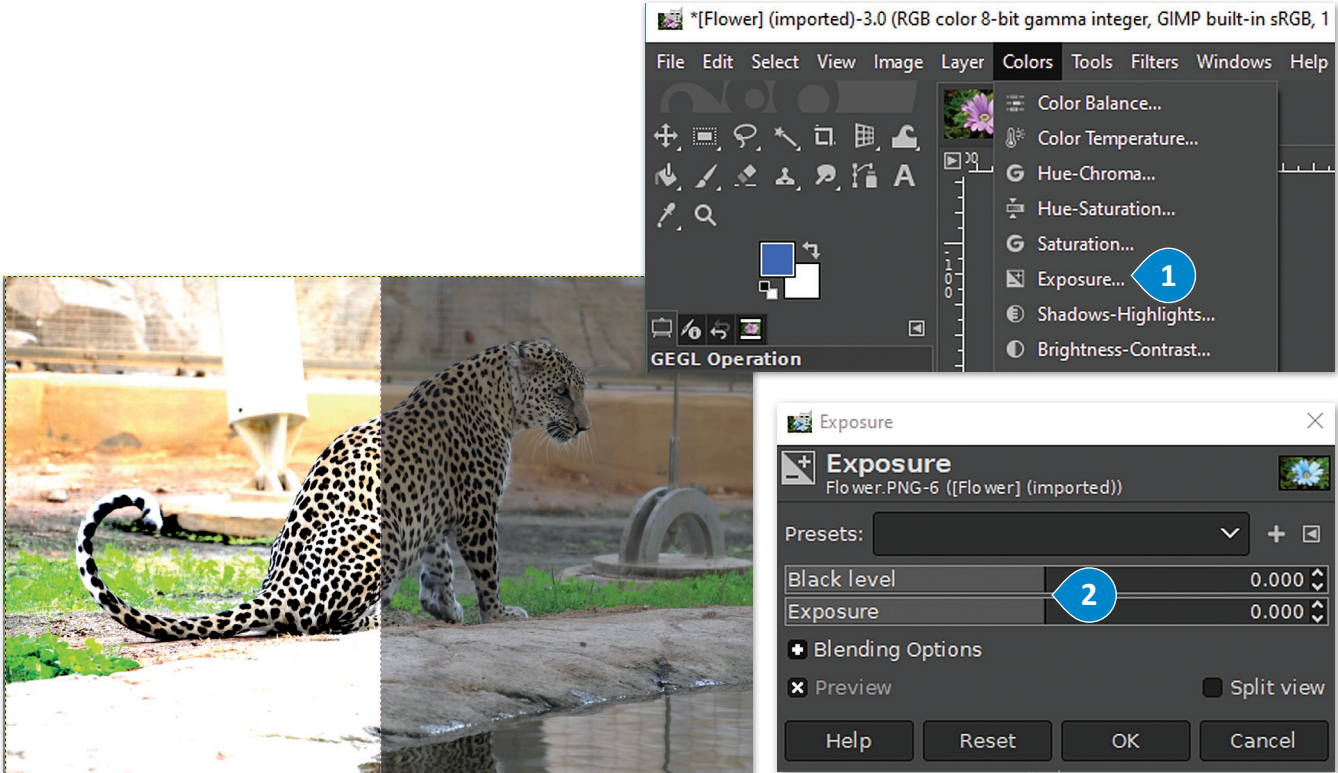 *[Flower] (imported)-3.0 (RGB color 8-bit gamma integer, GIMP built-in sRGB, 1
File Edit Select View Image Layer Colors Tools Filters Windows Help
Color Balance...
Color Temperature...
Hue-Chroma...
Hue-Saturation...
Saturation...
Exposure...
1
Shadows-Highlights...
Brightness-Contrast...
100
GEGL Operation
Exposure
Exposure
Flower.PNG-6 ([Flower] (imported))
Presets:
Black level 0.000
2
Exposure 0.000
Blending Options
Preview Split view
Help Reset OK Cancel